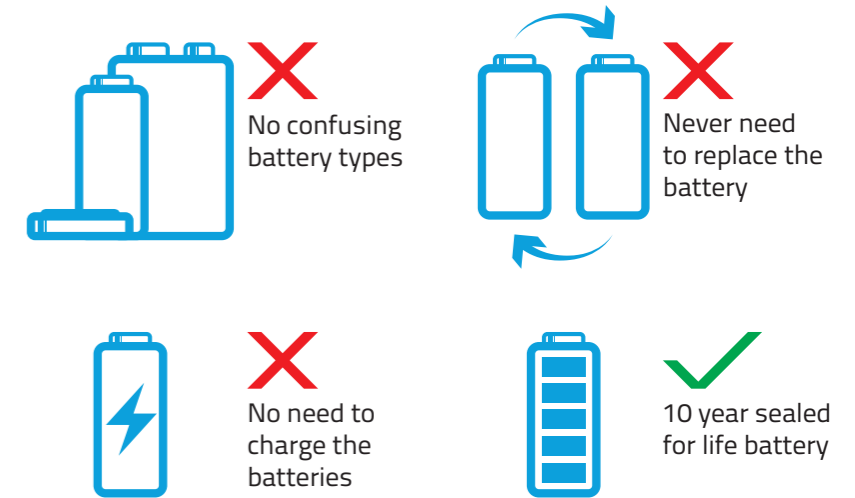 No confusing
battery types
Never need
to replace the
battery
No need to
charge the
batteries
10 year sealed
for life battery